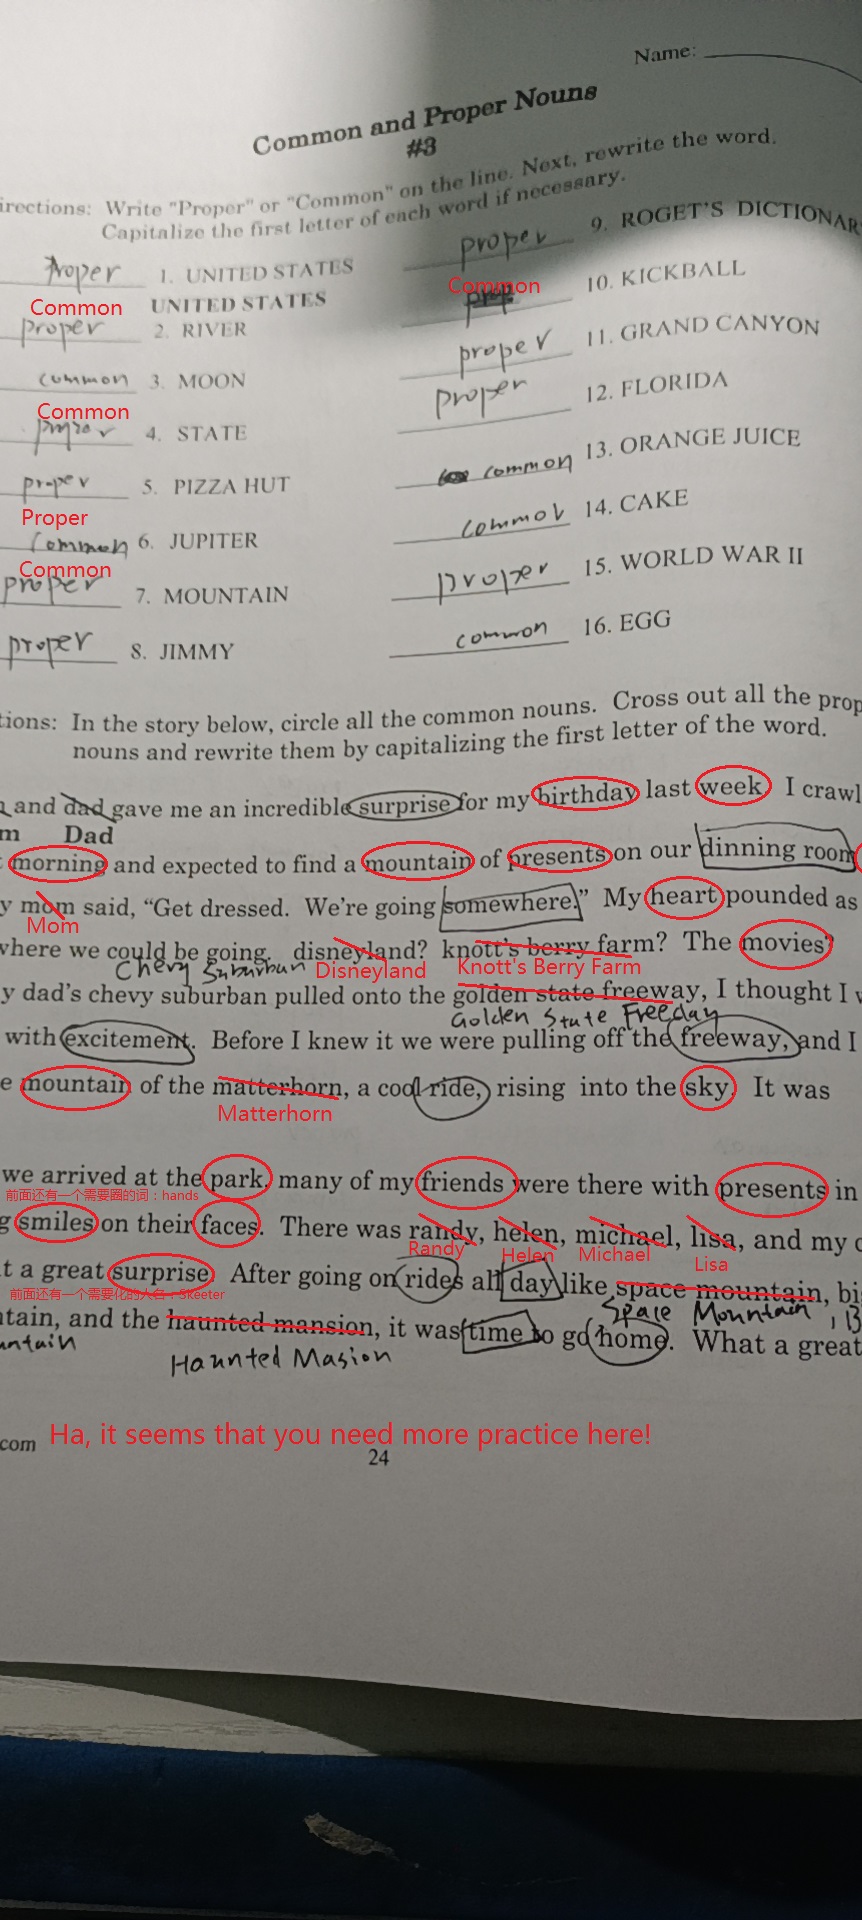 Name:
Common and Proper Nouns
#3
irections: Write "Proper" or "Common" on the line. Next, rewrite the word.
Capitalize the first letter of each word if necessary.
Proper 1. UNITED STATES
UNITED STATES
Common
proper 2. RIVER
common 3. MOON
Common
4. STATE
proper 5. PIZZA HUT
Proper
common 6. JUPITER
Common
proper 7. MOUNTAIN
proper 8. JIMMY
proper 9. ROGET'S DICTIONAR
Common
10. KICKBALL
proper 11. GRAND CANYON
proper 12. FLORIDA
common 13. ORANGE JUICE
14. CAKE
proper 15. WORLD WAR II
common 16. EGG
tions: In the story below, circle all the common nouns. Cross out all the prop
nouns and rewrite them by capitalizing the first letter of the word.
and dad gave me an incredible surprise for my birthday last week. I crawl
m Dad
morning and expected to find a mountain of presents on our dinning room
y mom said, “Get dressed. We’re going somewhere.” My heart pounded as
Mom
where we could be going. disneyland? knott’s berry farm? The movies?
Chevy Suburban Disneyland Knott's Berry Farm
y dad’s chevy suburban pulled onto the golden state freeway, I thought I
Golden State Freeday
with excitement. Before I knew it we were pulling off the freeway, and I
e mountain of the matterhorn, a cool ride, rising into the sky. It was
Matterhorn
we arrived at the park, many of my friends were there with presents in
前面还有一个需要圈的词：hands
g smiles on their faces. There was randy, helen, michael, lisa, and my
Randy Helen Michael Lisa
t a great surprise. After going on rides all day like space mountain, bi
前面还有一个需要化的人名：Skeeter
Space Mountain, B
ntain, and the haunted mansion, it was time to go home. What a great
untain Haunted Masion
com Ha, it seems that you need more practice here!
24